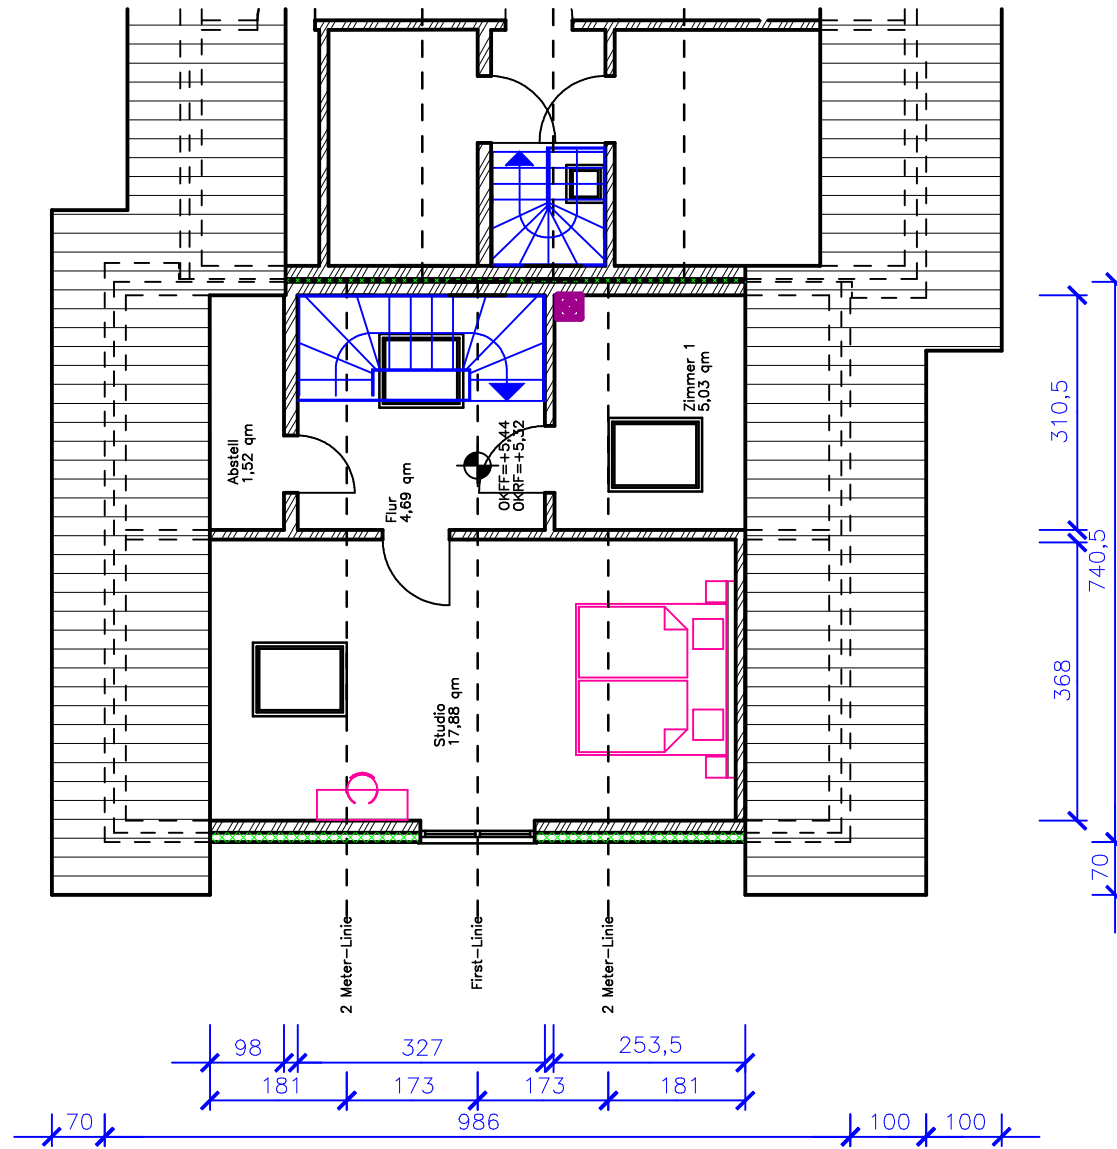 Abstell
1,52 qm
Flur
4,69 qm
OKFF=+5,44
OKRF=+5,32
Zimmer 1
5,03 qm
Studio
17,88 qm
310,5
740,5
368
70
2 Meter-Linie
First-Linie
2 Meter-Linie
98
327
253,5
181
173
173
181
70
986
100
100